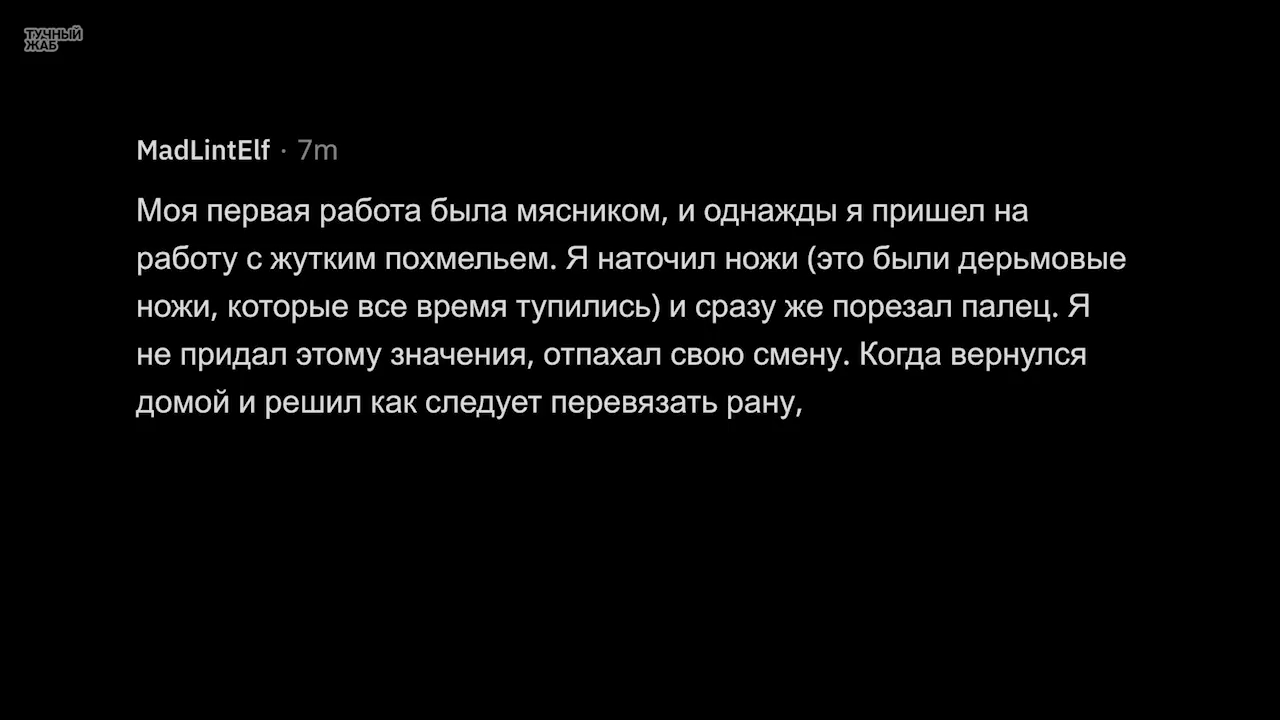 ТУЧНЫЙ
ЖАБ
MadLintElf · 7m
Моя первая работа была мясником, и однажды я пришел на
работу с жутким похмельем. Я наточил ножи (это были дерьмовые
ножи, которые все время тупились) и сразу же порезал палец. Я
не придал этому значения, отпахал свою смену. Когда вернулся
домой и решил как следует перевязать рану,